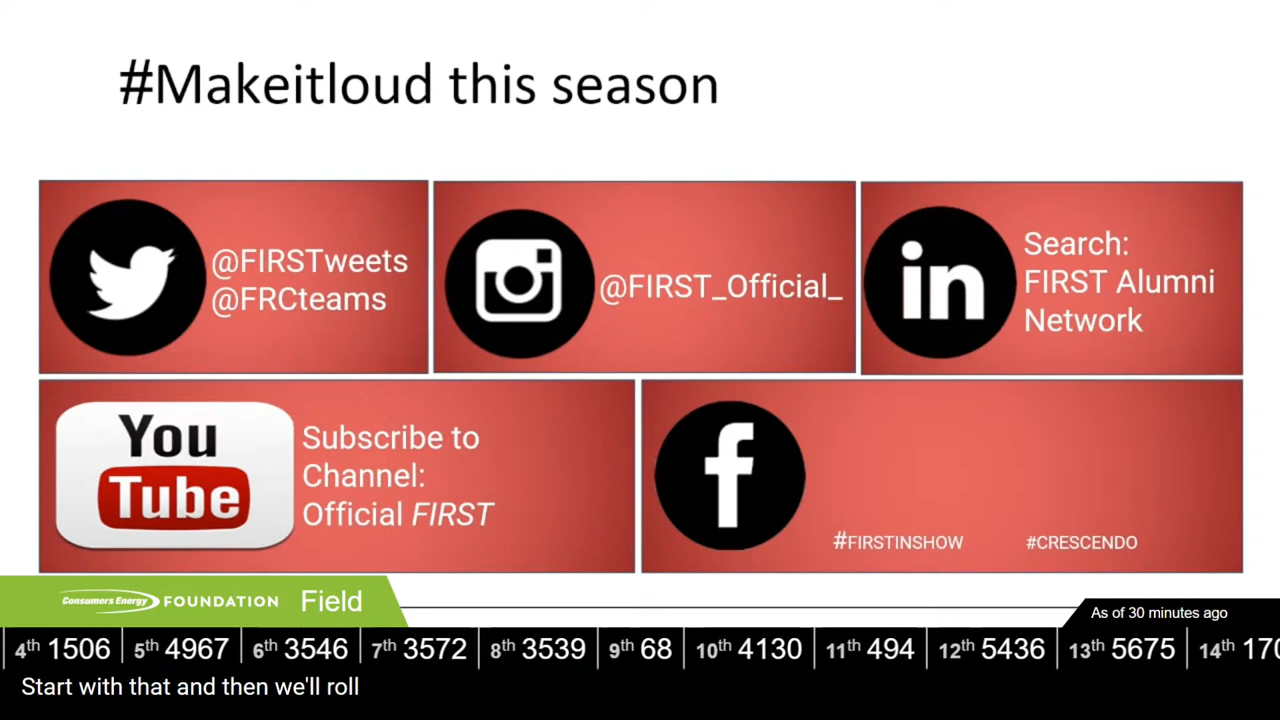 #Makeitloud this season
@FIRSTweets
@FRCteams
@FIRST_Official_
in
Search:
FIRST Alumni
Network
You
Tube
Subscribe to
Channel:
Official FIRST
f
#FIRSTINSHOW #CRESCENDO
Consumers Energy FOUNDATION Field
As of 30 minutes ago
4th 1506 5th 4967 6th 3546 7th 3572 8th 3539 9th 68 10th 4130 11th 494 12th 5436 13th 5675 14th 170
Start with that and then we'll roll